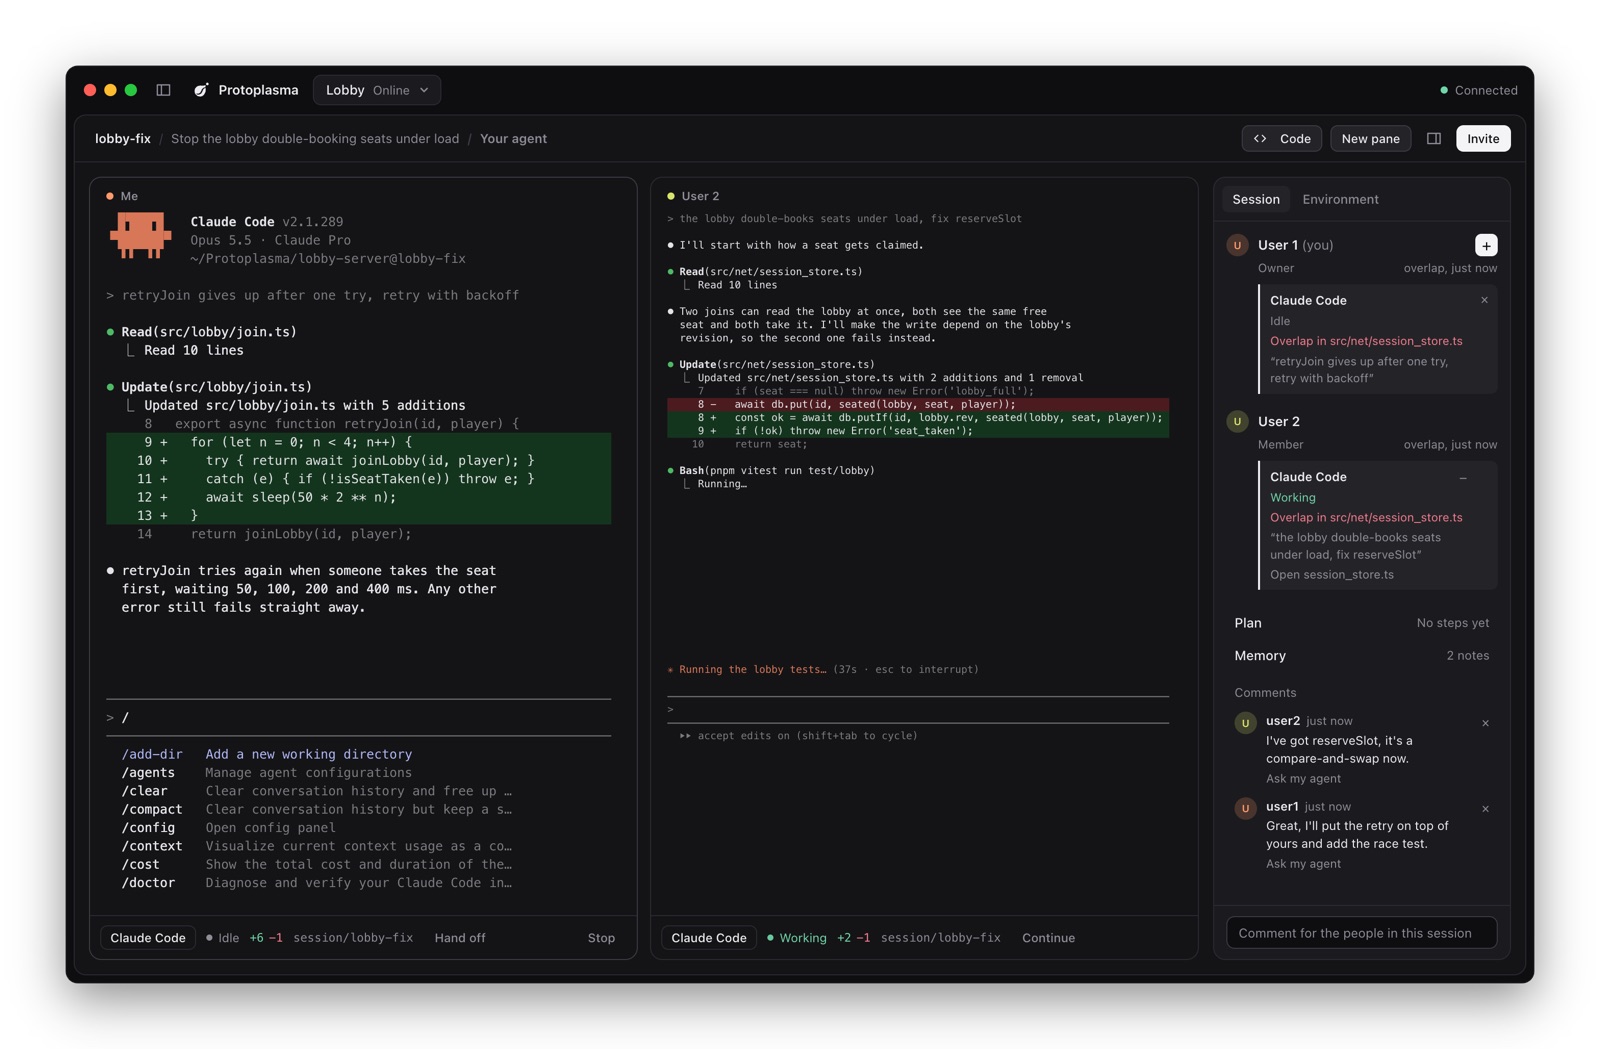 Protoplasma
Lobby Online
Connected
lobby-fix / Stop the lobby double-booking seats under load / Your agent
<> Code
New pane
Invite
Me
Claude Code v2.1.289
Opus 5.5 · Claude Pro
~/Protoplasma/lobby-server@lobby-fix
> retryJoin gives up after one try, retry with backoff
● Read(src/lobby/join.ts)
⎿ Read 10 lines
● Update(src/lobby/join.ts)
⎿ Updated src/lobby/join.ts with 5 additions
8 export async function retryJoin(id, player) {
9 + for (let n = 0; n < 4; n++) {
10 + try { return await joinLobby(id, player); }
11 + catch (e) { if (!isSeatTaken(e)) throw e; }
12 + await sleep(50 * 2 ** n);
13 + }
14 return joinLobby(id, player);
● retryJoin tries again when someone takes the seat
first, waiting 50, 100, 200 and 400 ms. Any other
error still fails straight away.
> /
/add-dir Add a new working directory
/agents Manage agent configurations
/clear Clear conversation history and free up …
/compact Clear conversation history but keep a s…
/config Open config panel
/context Visualize current context usage as a co…
/cost Show the total cost and duration of the…
/doctor Diagnose and verify your Claude Code in…
Claude Code Idle +6 −1 session/lobby-fix Hand off Stop
User 2
> the lobby double-books seats under load, fix reserveSlot
● I'll start with how a seat gets claimed.
● Read(src/net/session_store.ts)
⎿ Read 10 lines
● Two joins can read the lobby at once, both see the same free
seat and both take it. I'll make the write depend on the lobby's
revision, so the second one fails instead.
● Update(src/net/session_store.ts)
⎿ Updated src/net/session_store.ts with 2 additions and 1 removal
7 if (seat === null) throw new Error('lobby_full');
8 − await db.put(id, seated(lobby, seat, player));
8 + const ok = await db.putIf(id, lobby.rev, seated(lobby, seat, player));
9 + if (!ok) throw new Error('seat_taken');
10 return seat;
● Bash(pnpm vitest run test/lobby)
⎿ Running…
✳ Running the lobby tests… (37s · esc to interrupt)
>
⏵⏵ accept edits on (shift+tab to cycle)
Claude Code Working +2 −1 session/lobby-fix Continue
Session Environment
U User 1 (you) +
Owner overlap, just now
Claude Code ×
Idle
Overlap in src/net/session_store.ts
“retryJoin gives up after one try,
retry with backoff”
U User 2
Member overlap, just now
Claude Code –
Working
Overlap in src/net/session_store.ts
“the lobby double-books seats
under load, fix reserveSlot”
Open session_store.ts
Plan No steps yet
Memory 2 notes
Comments
U user2 just now ×
I've got reserveSlot, it's a
compare-and-swap now.
Ask my agent
U user1 just now ×
Great, I'll put the retry on top of
yours and add the race test.
Ask my agent
Comment for the people in this session